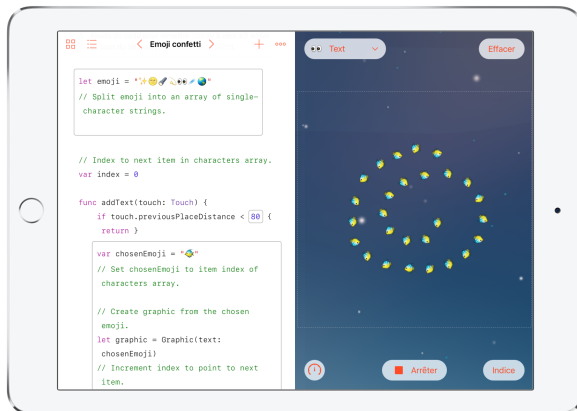 Emoji confetti
let emoji = "✨🌝🚀💫👀☄️🌏"
// Split emoji into an array of single-
character strings.
// Index to next item in characters array.
var index = 0
func addText(touch: Touch) {
if touch.previousPlaceDistance < 80 {
return }
var chosenEmoji = "🐠"
// Set chosenEmoji to item index of
characters array.
// Create graphic from the chosen
emoji.
let graphic = Graphic(text:
chosenEmoji)
// Increment index to point to next
item.
👀 Text
Effacer
Arrêter
Indice